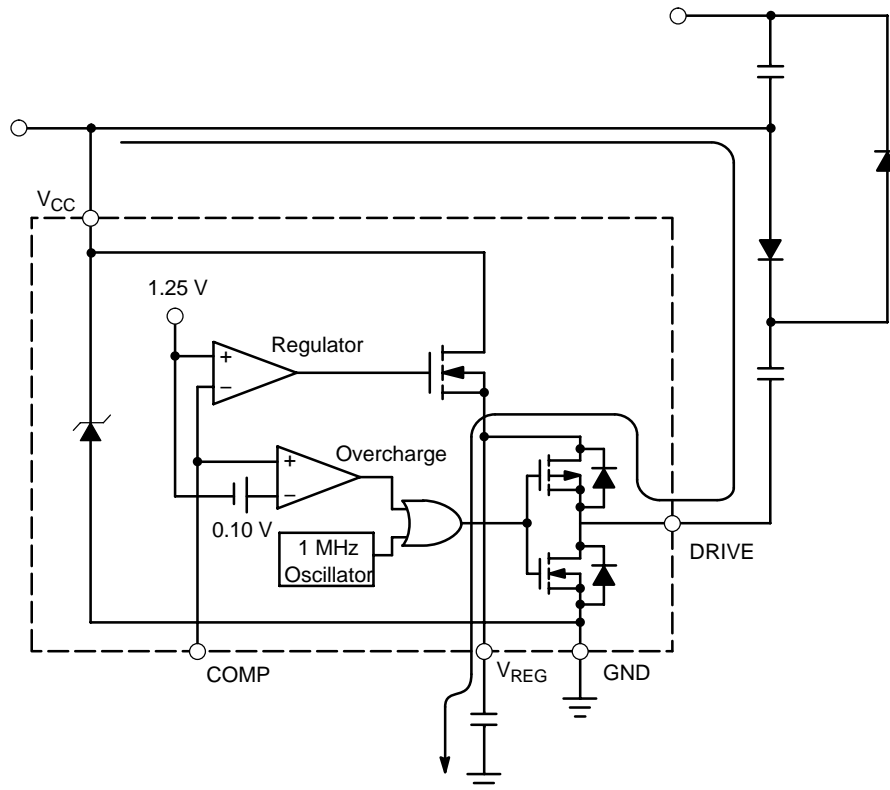 VCC
1.25 V
Regulator
+
−
Overcharge
+
−
0.10 V
1 MHz
Oscillator
DRIVE
COMP
VREG
GND